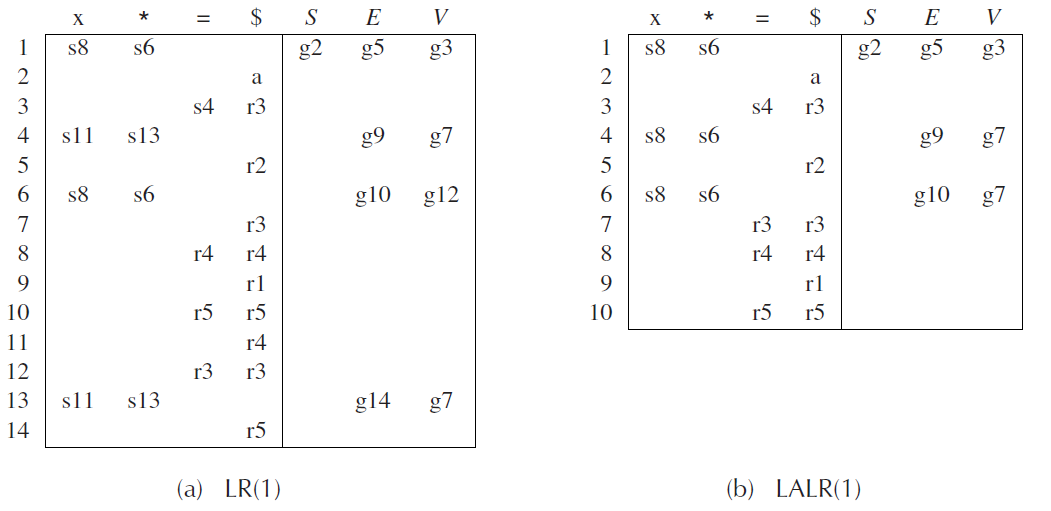 x * = $ S E V
1 s8 s6 g2 g5 g3
2 a
3 s4 r3
4 s11 s13 g9 g7
5 r2
6 s8 s6 g10 g12
7 r3
8 r4 r4
9 r1
10 r5 r5
11 r4
12 r3 r3
13 s11 s13 g14 g7
14 r5
(a) LR(1)
x * = $ S E V
1 s8 s6 g2 g5 g3
2 a
3 s4 r3
4 s8 s6 g9 g7
5 r2
6 s8 s6 g10 g7
7 r3 r3
8 r4 r4
9 r1
10 r5 r5
(b) LALR(1)